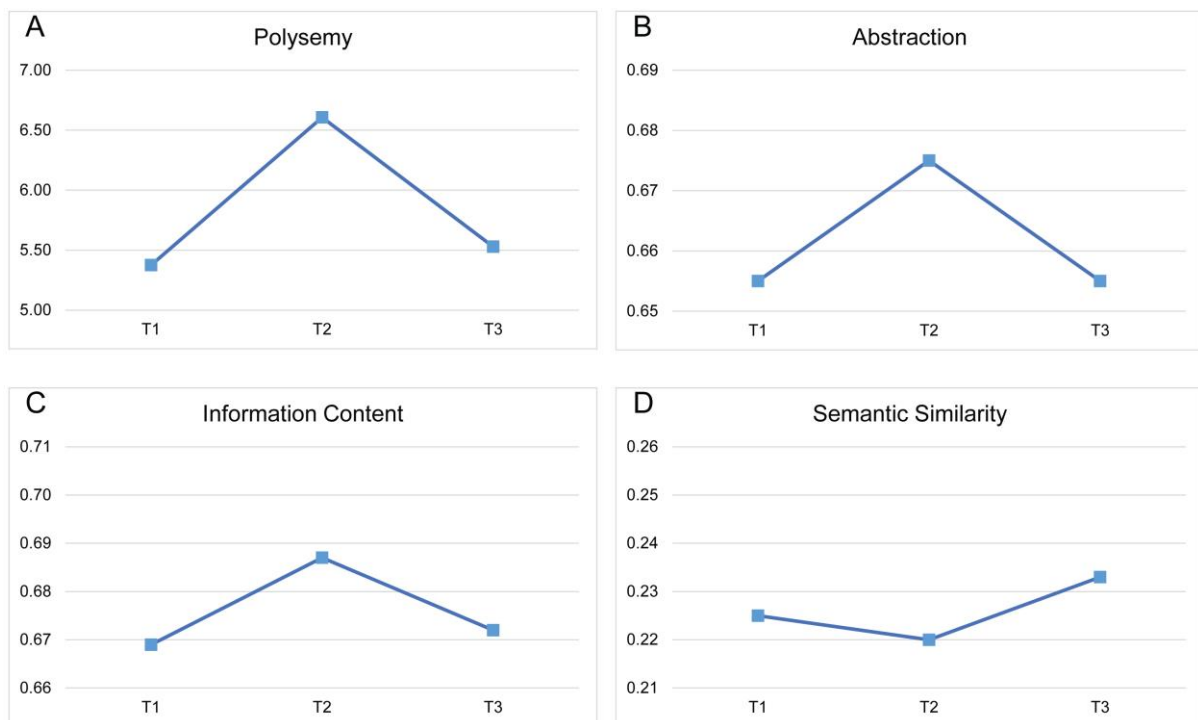 A
Polysemy
7.00
6.50
6.00
5.50
5.00
T1 T2 T3
B
Abstraction
0.69
0.68
0.67
0.66
0.65
T1 T2 T3
C
Information Content
0.71
0.70
0.69
0.68
0.67
0.66
T1 T2 T3
D
Semantic Similarity
0.26
0.25
0.24
0.23
0.22
0.21
T1 T2 T3